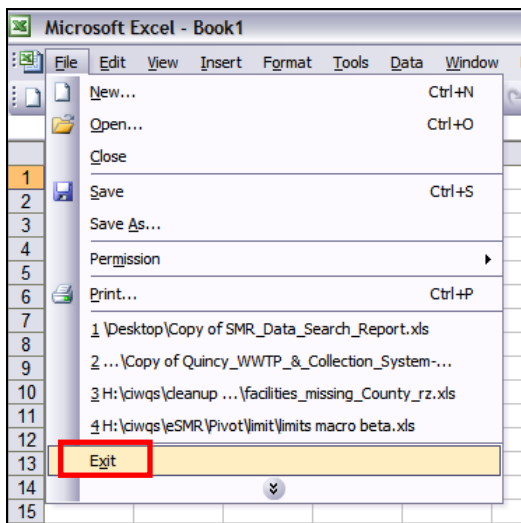 Microsoft Excel - Book1
File Edit View Insert Format Tools Data Window
New... Ctrl+N
Open... Ctrl+O
Close
1
Save Ctrl+S
2
3 Save As...
4
Permission
5
6 Print... Ctrl+P
7
1 \Desktop\Copy of SMR_Data_Search_Report.xls
8
9 2 ...\Copy of Quincy_WWTP_&_Collection_System-...
10 3 H:\ciwqs\cleanup ...\facilities_missing_County_rz.xls
11
4 H:\ciwqs\eSMR\Pivot\limit\limits macro beta.xls
12
13 Exit
14
15